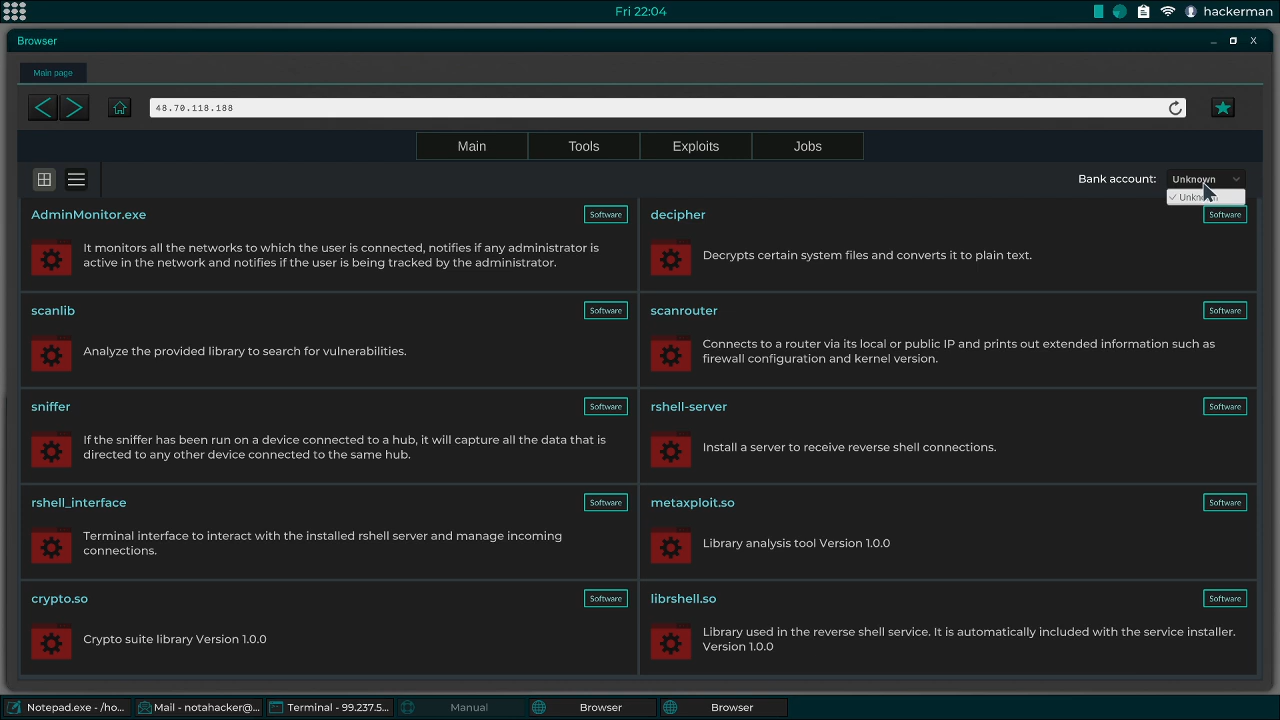 Fri 22:04
hackerman
Browser
Main page
48.70.118.188
Main
Tools
Exploits
Jobs
Bank account:
Unknown
AdminMonitor.exe
Software
It monitors all the networks to which the user is connected, notifies if any administrator is
active in the network and notifies if the user is being tracked by the administrator.
decipher
Software
Decrypts certain system files and converts it to plain text.
scanlib
Software
Analyze the provided library to search for vulnerabilities.
scanrouter
Software
Connects to a router via its local or public IP and prints out extended information such as
firewall configuration and kernel version.
sniffer
Software
If the sniffer has been run on a device connected to a hub, it will capture all the data that is
directed to any other device connected to the same hub.
rshell-server
Software
Install a server to receive reverse shell connections.
rshell_interface
Software
Terminal interface to interact with the installed rshell server and manage incoming
connections.
metaxploit.so
Software
Library analysis tool Version 1.0.0
crypto.so
Software
Crypto suite library Version 1.0.0
librshell.so
Software
Library used in the reverse shell service. It is automatically included with the service installer.
Version 1.0.0
Notepad.exe - /ho...
Mail - notahacker@...
Terminal - 99.237.5...
Manual
Browser
Browser